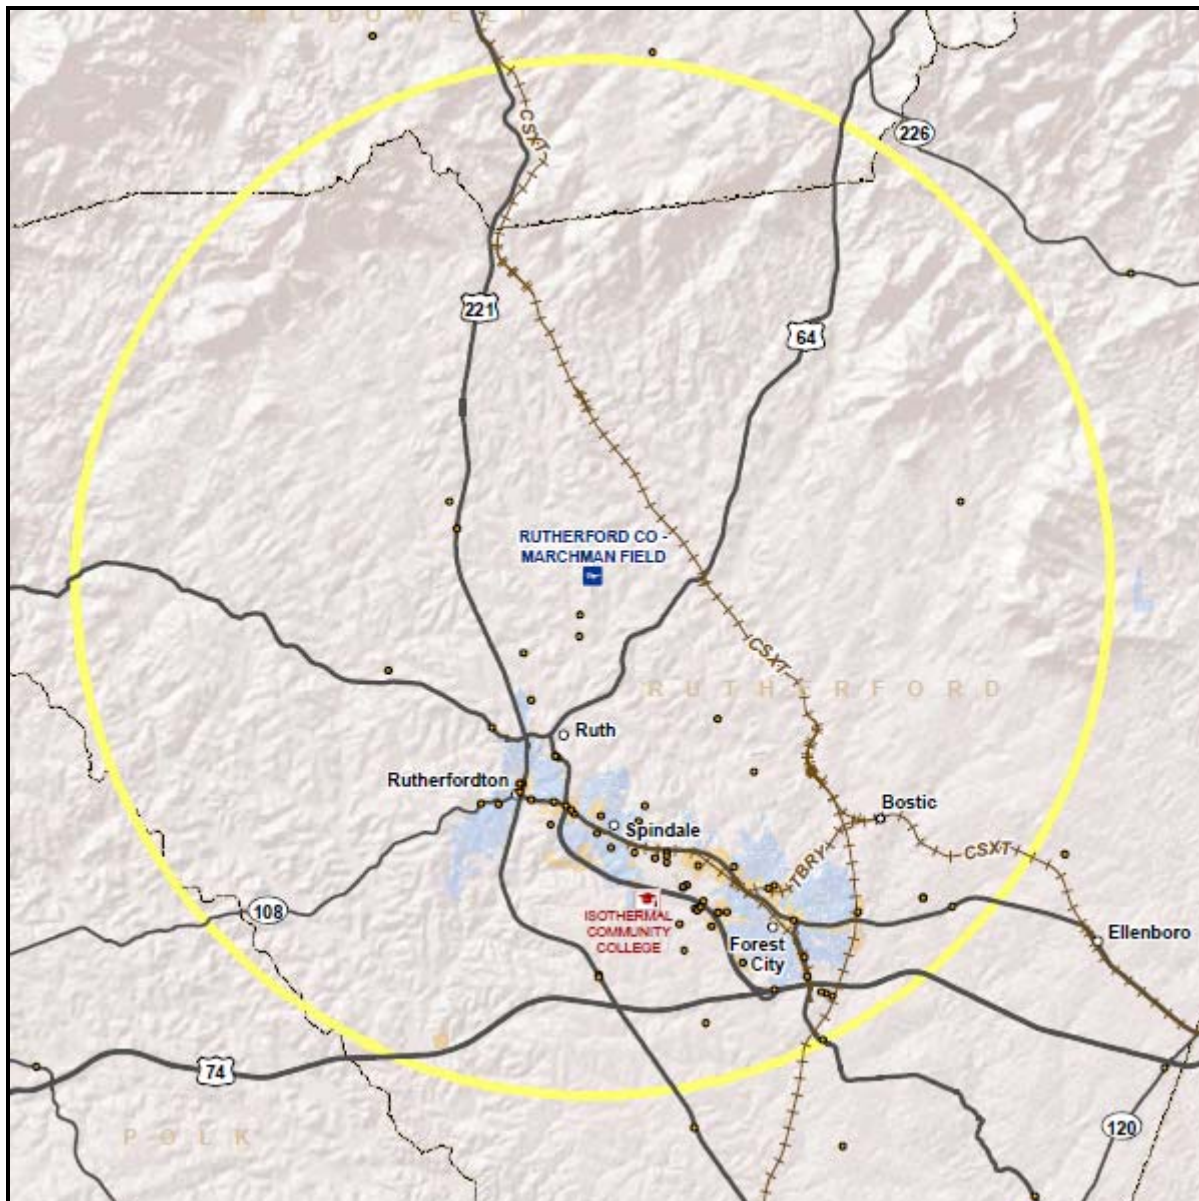 MCDOWELL
CSXT
226
221
64
RUTHERFORD CO -
MARCHMAN FIELD
CSXT
RUTHERFORD
Ruth
Rutherfordton
Bostic
Spindale
CSXT
TBRY
108
ISOTHERMAL
COMMUNITY
COLLEGE
Forest
City
Ellenboro
74
120
POLK